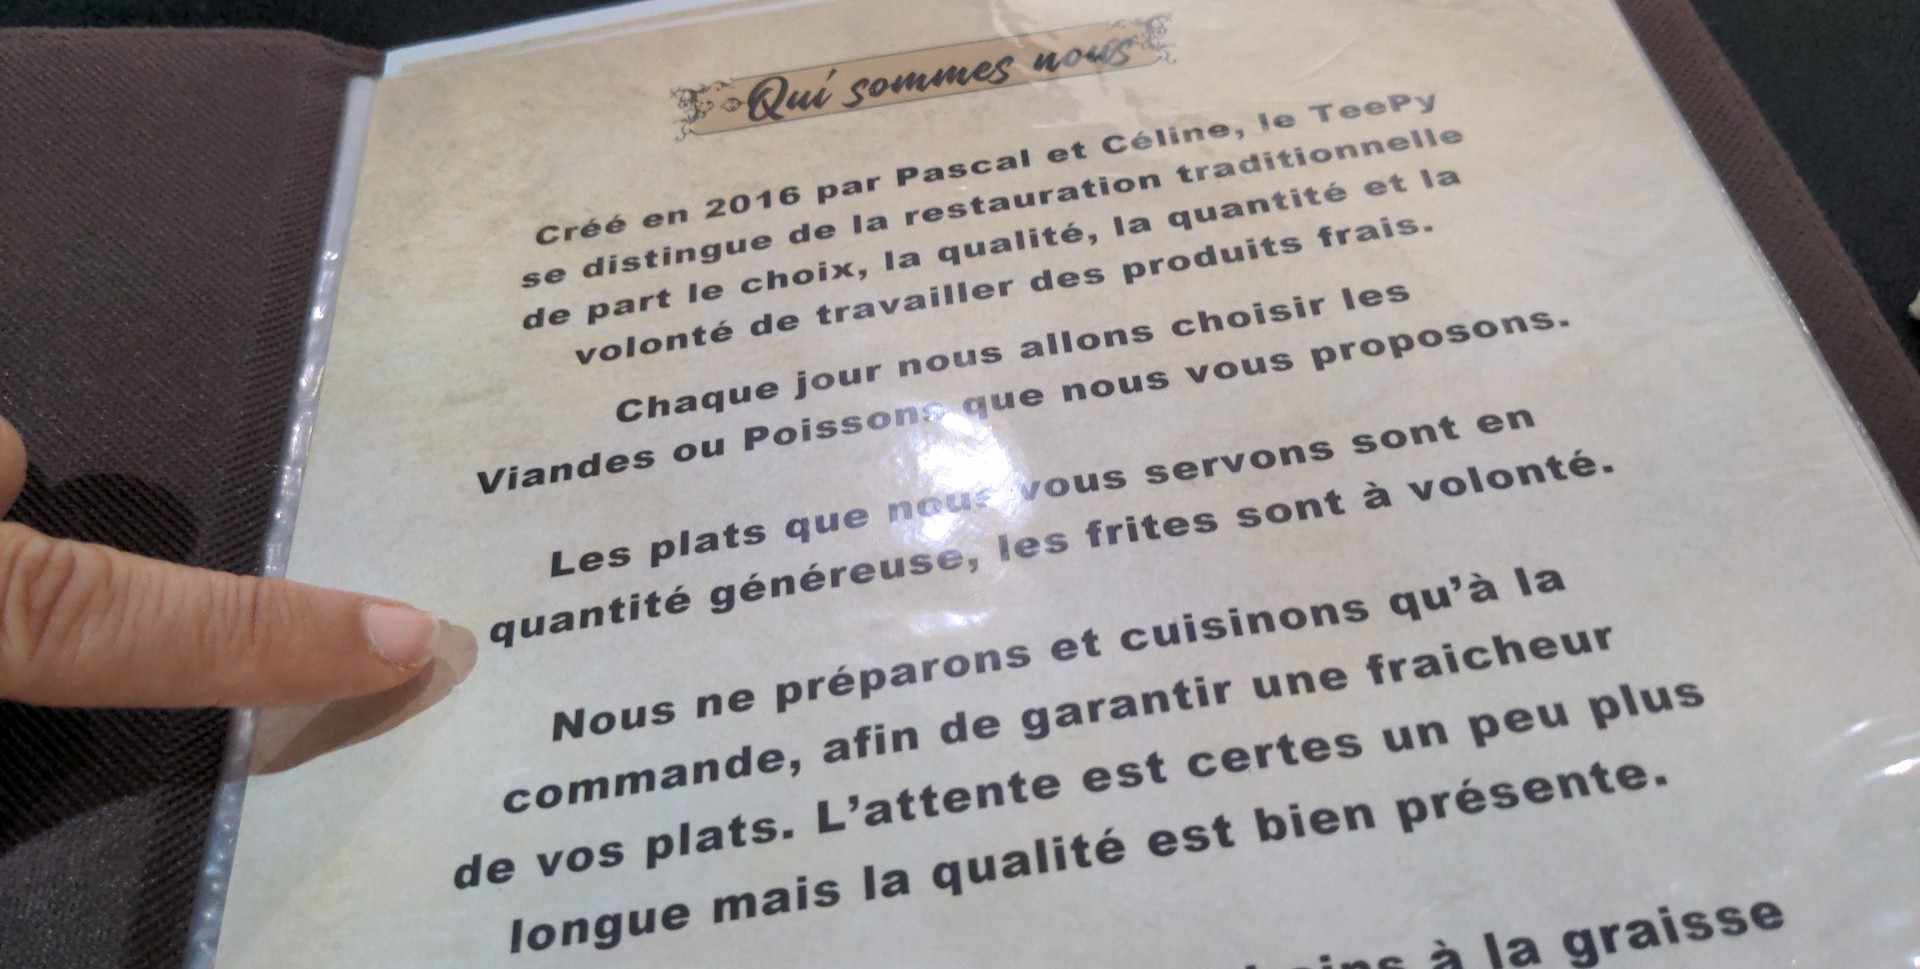 Qui sommes nous
Créé en 2016 par Pascal et Céline, le TeePy
se distingue de la restauration traditionnelle
de part le choix, la qualité, la quantité et la
volonté de travailler des produits frais.
Chaque jour nous allons choisir les
Viandes ou Poissons que nous vous proposons.
Les plats que nous vous servons sont en
quantité généreuse, les frites sont à volonté.
Nous ne préparons et cuisinons qu'à la
commande, afin de garantir une fraicheur
de vos plats. L'attente est certes un peu plus
longue mais la qualité est bien présente.
à la graisse